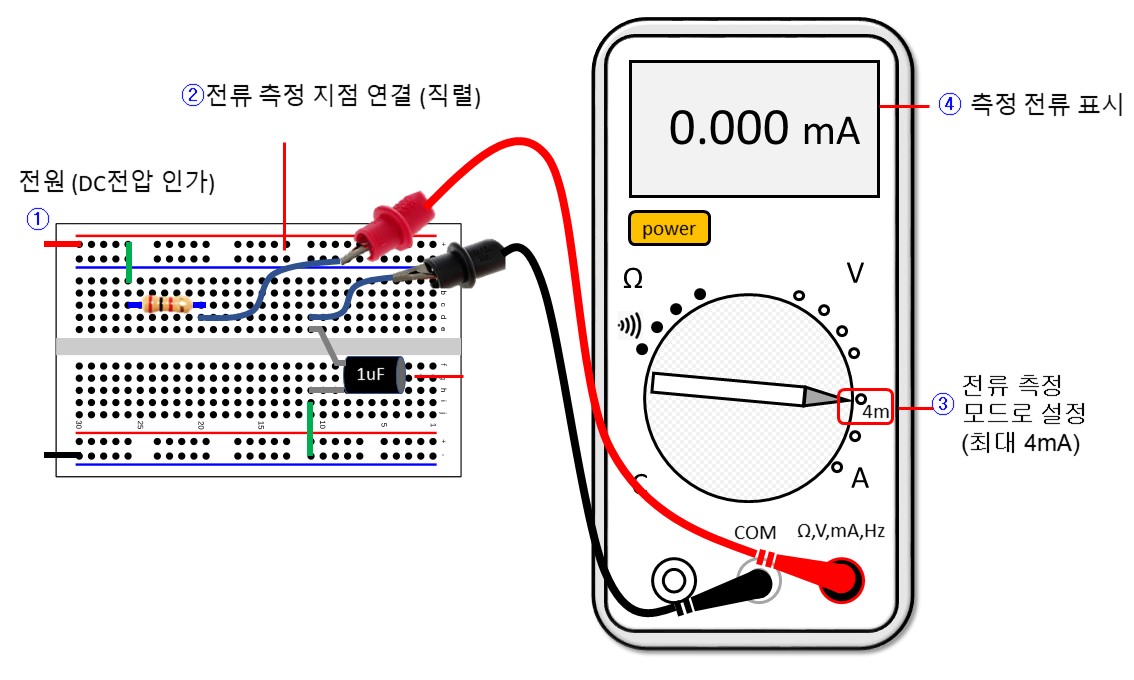 ②전류 측정 지점 연결 (직렬)
④ 측정 전류 표시
0.000 mA
전원 (DC전압 인가)
①
power
Ω
V
+
b
c
d
e
1uF
f
g
h
i
j
30
25
20
10
5
1
+
③ 전류 측정
모드로 설정
(최대 4mA)
4m
A
C
COM
Ω,V,mA,Hz